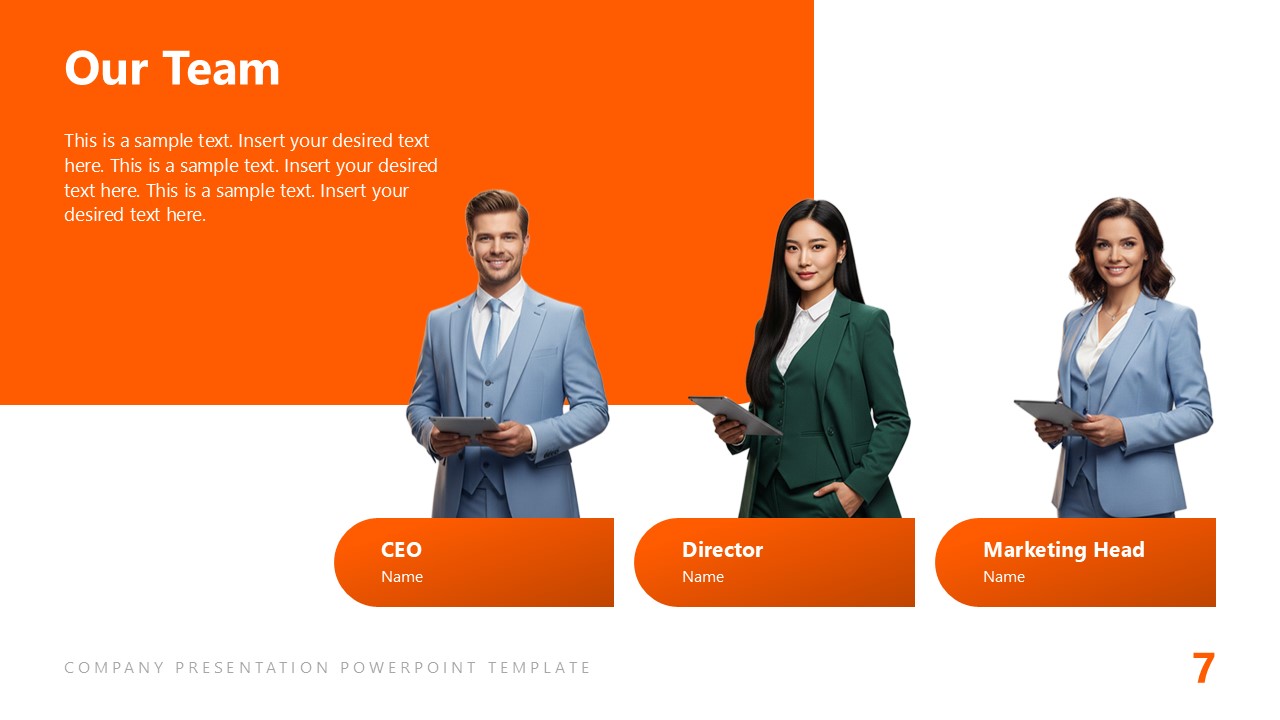 Our Team
This is a sample text. Insert your desired text
here. This is a sample text. Insert your desired
text here. This is a sample text. Insert your
desired text here.
CEO
Name
Director
Name
Marketing Head
Name
COMPANY PRESENTATION POWERPOINT TEMPLATE
7